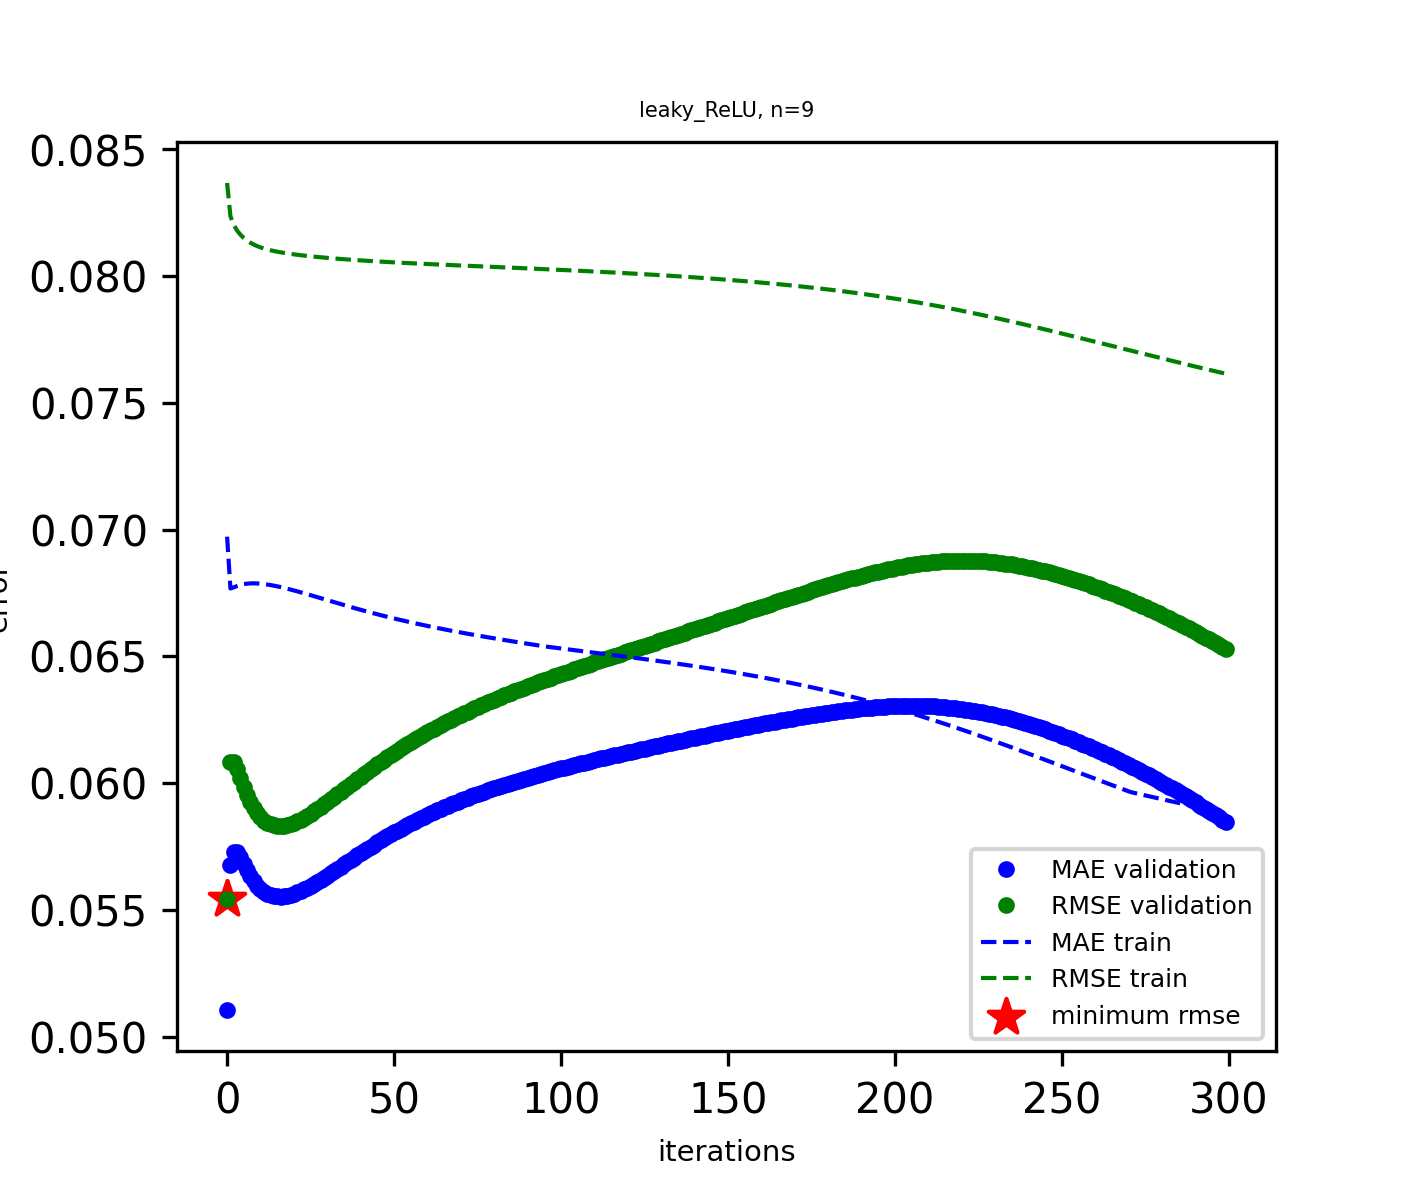 leaky_ReLU, n=9
0.085
0.080
0.075
0.070
0.065
0.060
0.055
0.050
error
MAE validation
RMSE validation
MAE train
RMSE train
minimum rmse
0 50 100 150 200 250 300
iterations